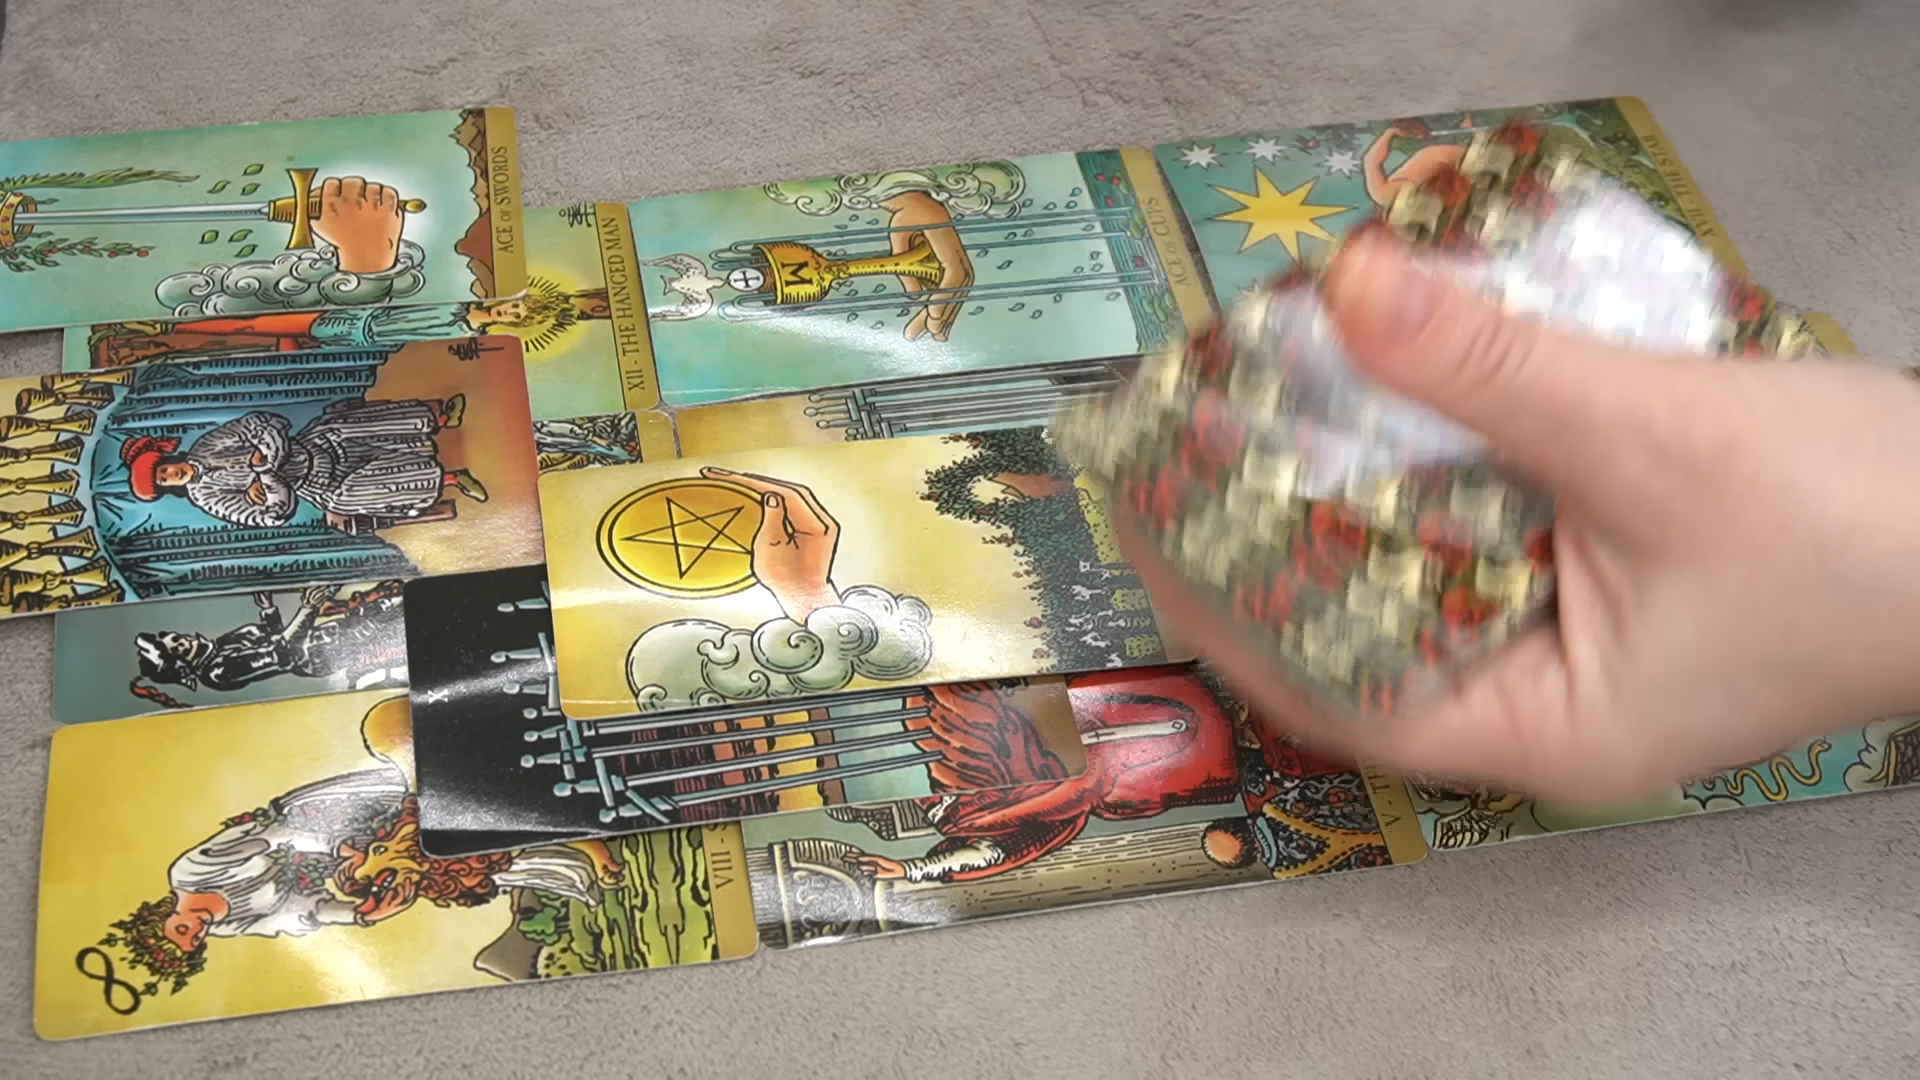 ACE OF SWORDS
XII - THE HANGED MAN
ACE OF CUPS
XVII - THE STAR
M
X
VIII - S
V - T